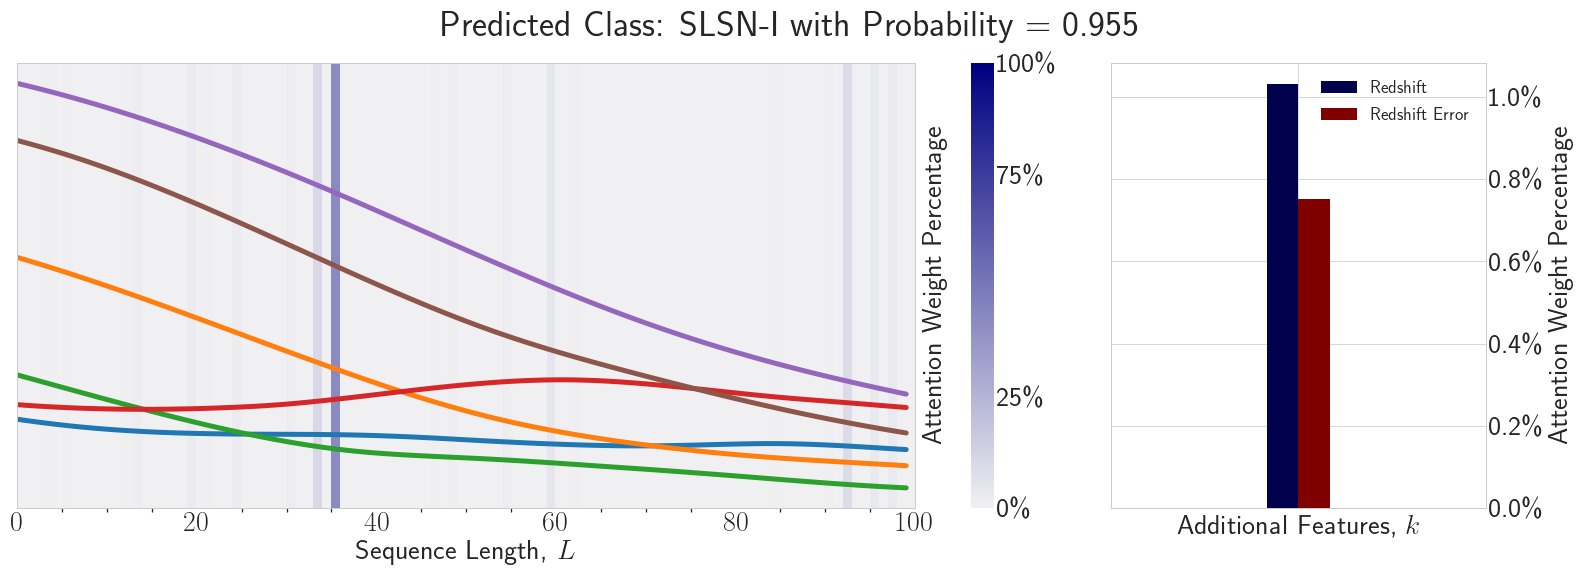 Predicted Class: SLSN-I with Probability = 0.955
0 20 40 60 80 100
Sequence Length, L
100%
75%
25%
0%
Attention Weight Percentage
Redshift
Redshift Error
Additional Features, k
1.0%
0.8%
0.6%
0.4%
0.2%
0.0%
Attention Weight Percentage